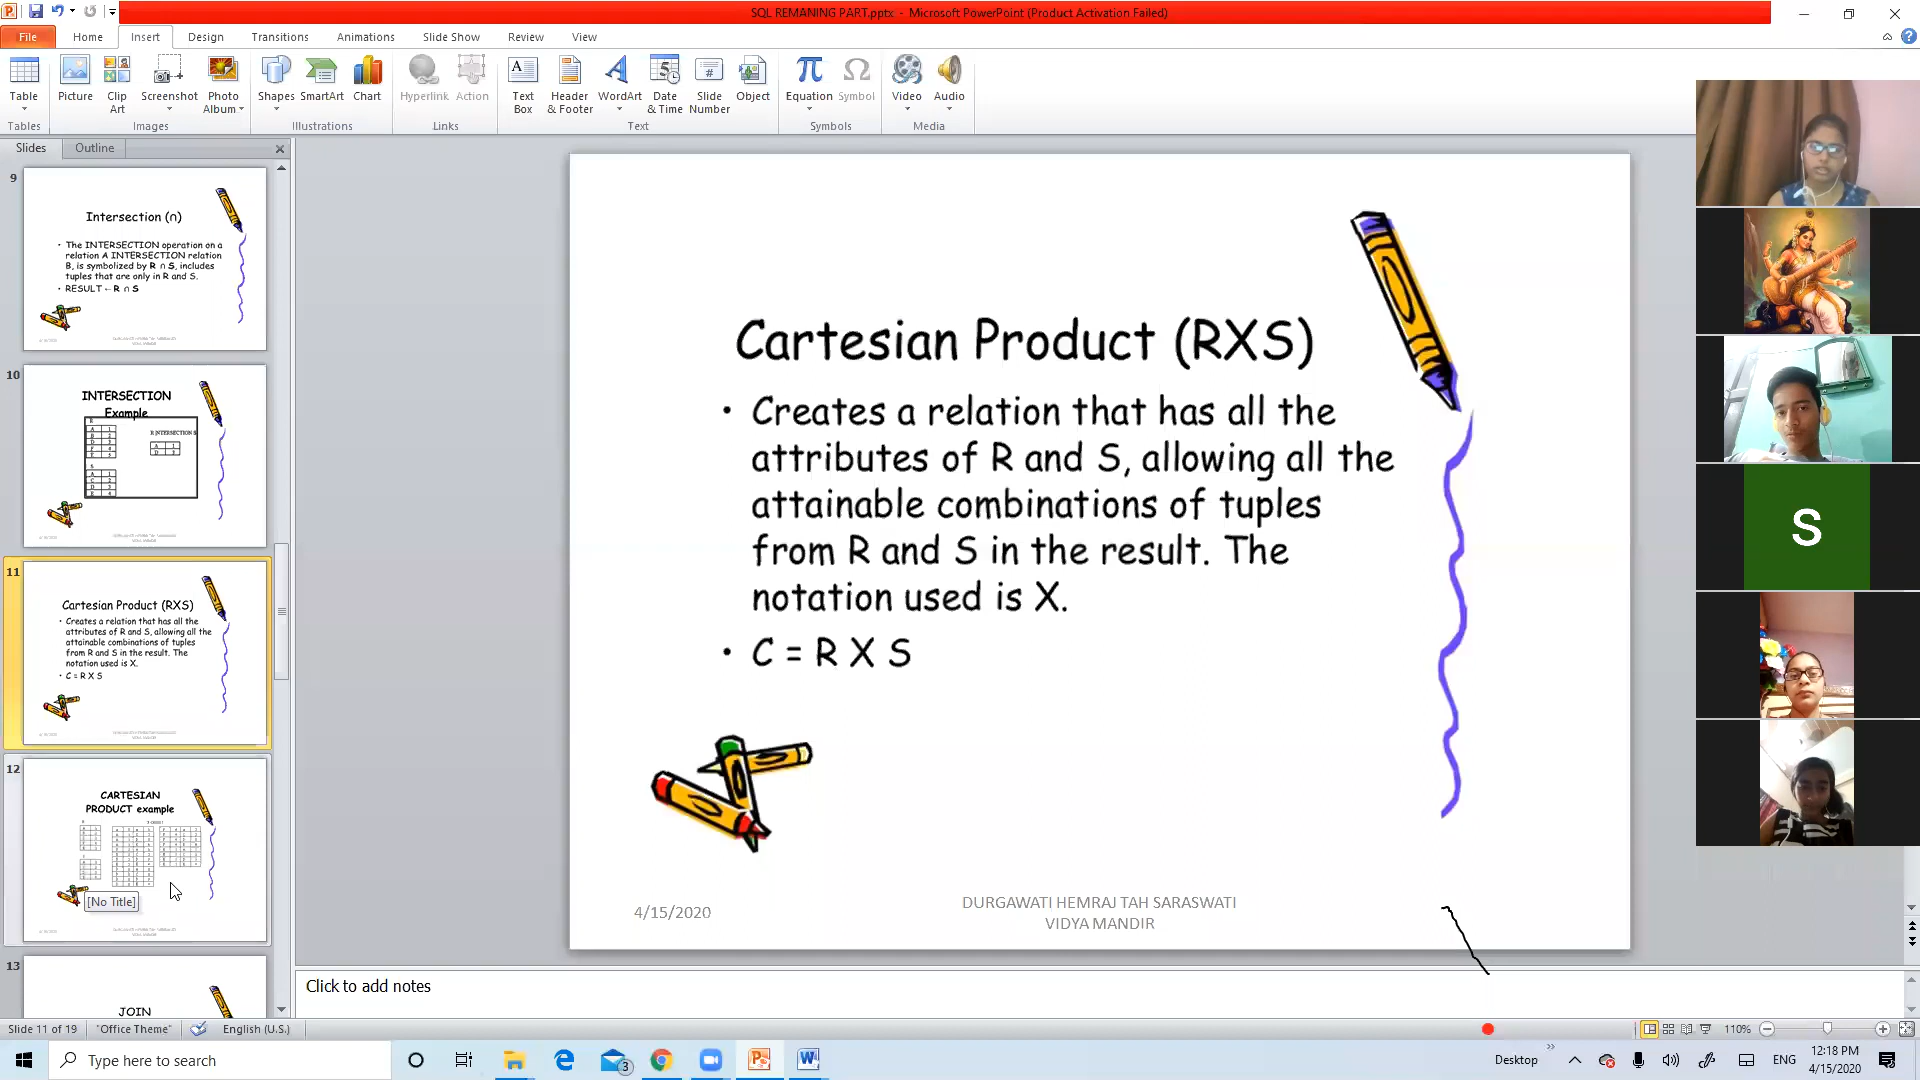 SQL REMANING PART.pptx - Microsoft PowerPoint (Product Activation Failed)
File Home Insert Design Transitions Animations Slide Show Review View
Table Picture Clip Art Screenshot Photo Album Shapes SmartArt Chart Hyperlink Action Text Box Header & Footer WordArt Date & Time Slide Number Object Equation Symbol Video Audio
Tables Images Illustrations Links Text Symbols Media
Slides Outline
9
Intersection (∩)
• The INTERSECTION operation on a
relation A INTERSECTION relation
B, is symbolized by R ∩ S, includes
tuples that are only in R and S.
• RESULT ← R ∩ S
10
INTERSECTION
Example
R INTERSECTION S
11
Cartesian Product (RXS)
• Creates a relation that has all the
attributes of R and S, allowing all the
attainable combinations of tuples
from R and S in the result. The
notation used is X.
• C = R X S
12
CARTESIAN
PRODUCT example
[No Title]
13
JOIN
Cartesian Product (RXS)
• Creates a relation that has all the
attributes of R and S, allowing all the
attainable combinations of tuples
from R and S in the result. The
notation used is X.
• C = R X S
4/15/2020
DURGAWATI HEMRAJ TAH SARASWATI
VIDYA MANDIR
S
Click to add notes
Slide 11 of 19 "Office Theme" English (U.S.) 110%
Type here to search
3
Desktop
ENG
12:18 PM
4/15/2020